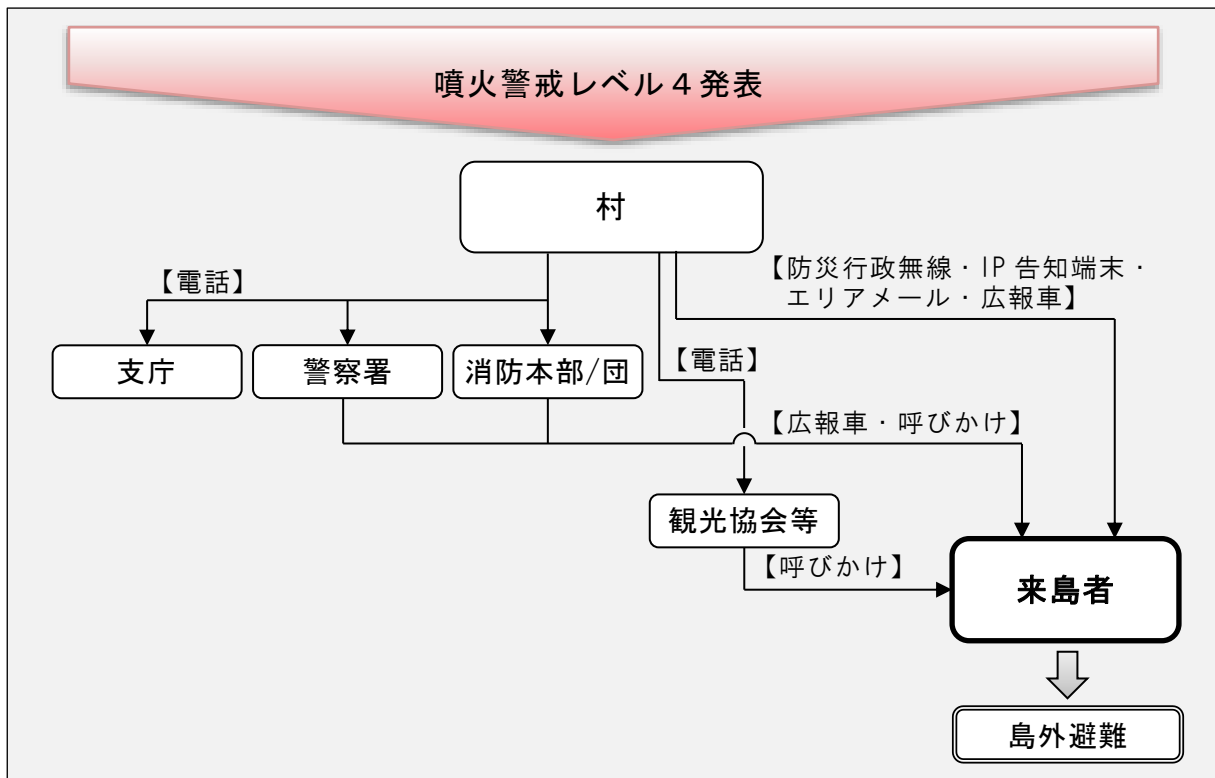 噴火警戒レベル４発表
村
【電話】
【防災行政無線・IP告知端末・
エリアメール・広報車】
支庁
警察署
消防本部/団
【電話】
【広報車・呼びかけ】
観光協会等
【呼びかけ】
来島者
島外避難